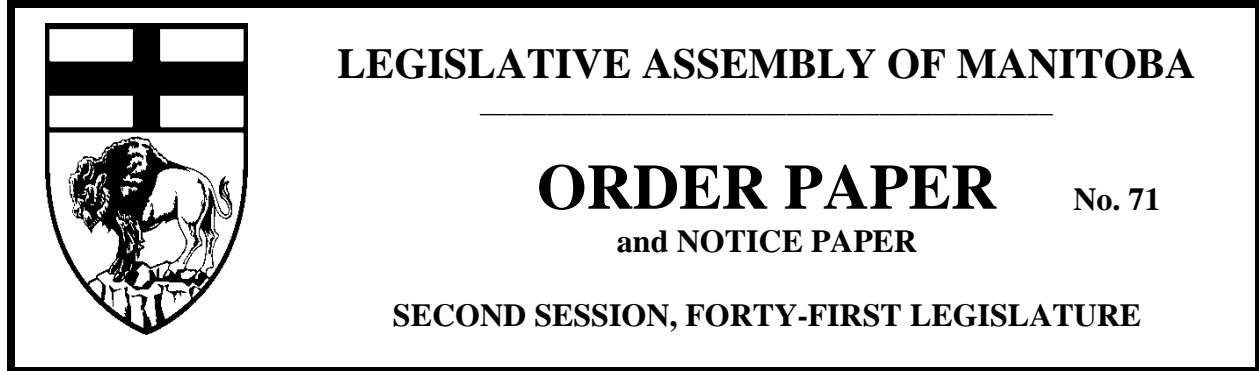 LEGISLATIVE ASSEMBLY OF MANITOBA
ORDER PAPER No. 71
and NOTICE PAPER
SECOND SESSION, FORTY-FIRST LEGISLATURE